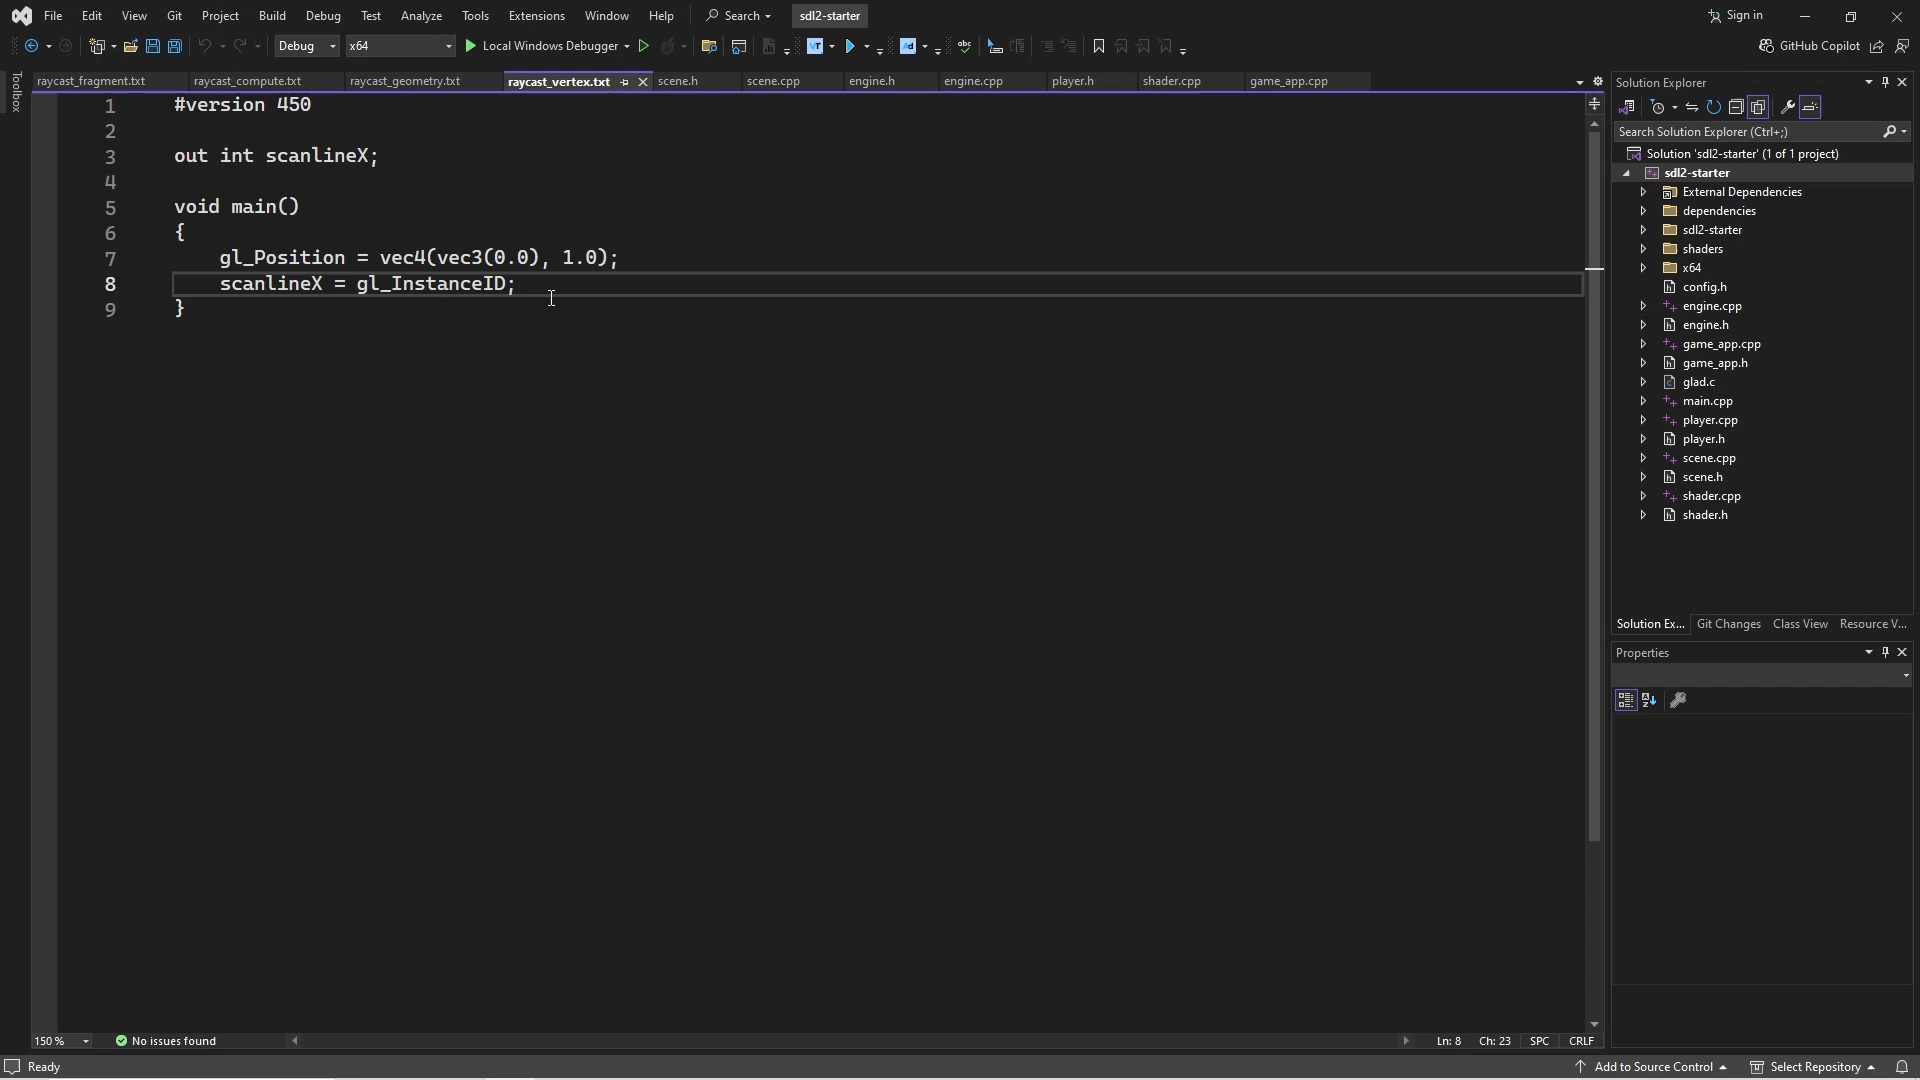 File Edit View Git Project Build Debug Test Analyze Tools Extensions Window Help Search sdl2-starter Sign in
Debug x64 Local Windows Debugger GitHub Copilot
Toolbox
raycast_fragment.txt raycast_compute.txt raycast_geometry.txt raycast_vertex.txt scene.h scene.cpp engine.h engine.cpp player.h shader.cpp game_app.cpp
1 #version 450
2
3 out int scanlineX;
4
5 void main()
6 {
7 gl_Position = vec4(vec3(0.0), 1.0);
8 scanlineX = gl_InstanceID;
9 }
Solution Explorer
Search Solution Explorer (Ctrl+;)
Solution 'sdl2-starter' (1 of 1 project)
sdl2-starter
External Dependencies
dependencies
sdl2-starter
shaders
x64
config.h
engine.cpp
engine.h
game_app.cpp
game_app.h
glad.c
main.cpp
player.cpp
player.h
scene.cpp
scene.h
shader.cpp
shader.h
Solution Ex... Git Changes Class View Resource V...
Properties
150 % No issues found Ln: 8 Ch: 23 SPC CRLF
Ready Add to Source Control Select Repository